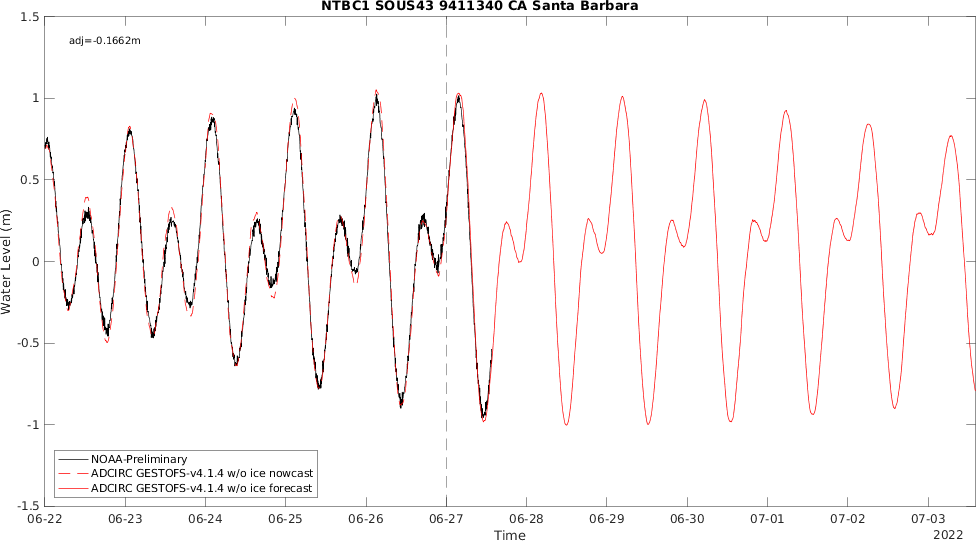 NTBC1 SOUS43 9411340 CA Santa Barbara
1.5
adj=-0.1662m
1
0.5
0
-0.5
-1
-1.5
Water Level (m)
NOAA-Preliminary
ADCIRC GESTOFS-v4.1.4 w/o ice nowcast
ADCIRC GESTOFS-v4.1.4 w/o ice forecast
06-22 06-23 06-24 06-25 06-26 06-27 06-28 06-29 06-30 07-01 07-02 07-03
Time
2022